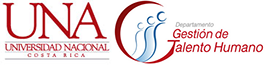 UNA
UNIVERSIDAD NACIONAL
COSTA RICA
Departamento
Gestión de
Talento Humano